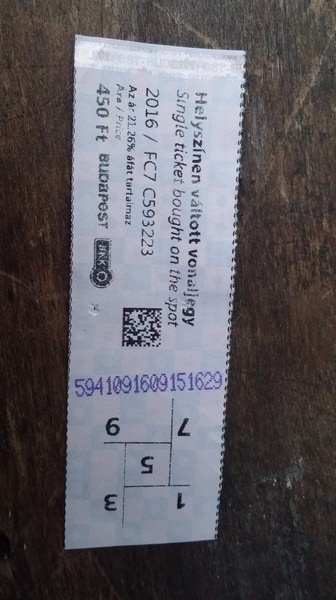 Helyszínen váltott vonaljegy
Single ticket bought on the spot
2016 / FC7 C593223
Az ár 21,26% áfát tartalmaz
Ára / Price
450 Ft BUDAPEST BKK
5941091609151629
1 7
5
3 9